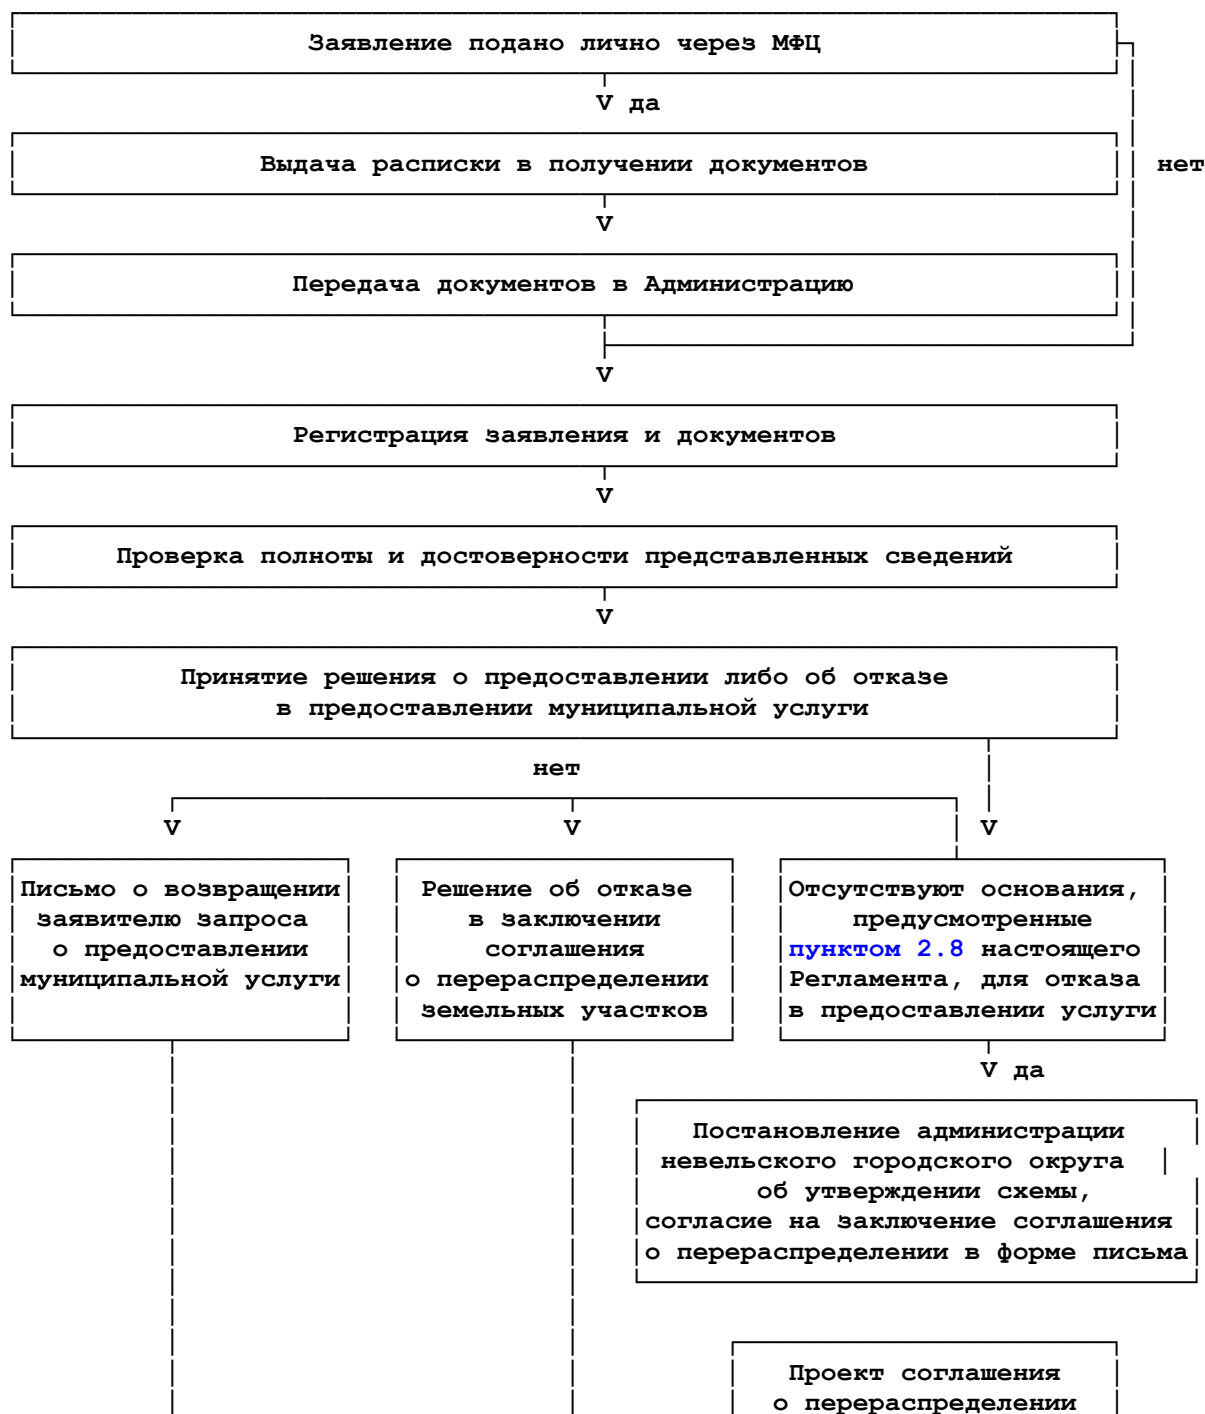 Заявление подано лично через МФЦ
V да
Выдача расписки в получении документов
нет
V
Передача документов в Администрацию
V
Регистрация заявления и документов
V
Проверка полноты и достоверности представленных сведений
V
Принятие решения о предоставлении либо об отказе
в предоставлении муниципальной услуги
нет
V
V
V
Письмо о возвращении
заявителю запроса
о предоставлении
муниципальной услуги
Решение об отказе
в заключении
соглашения
о перераспределении
земельных участков
Отсутствуют основания,
предусмотренные
пунктом 2.8 настоящего
Регламента, для отказа
в предоставлении услуги
V да
Постановление администрации
невельского городского округа |
об утверждении схемы,
согласие на заключение соглашения
о перераспределении в форме письма
Проект соглашения
о перераспределении